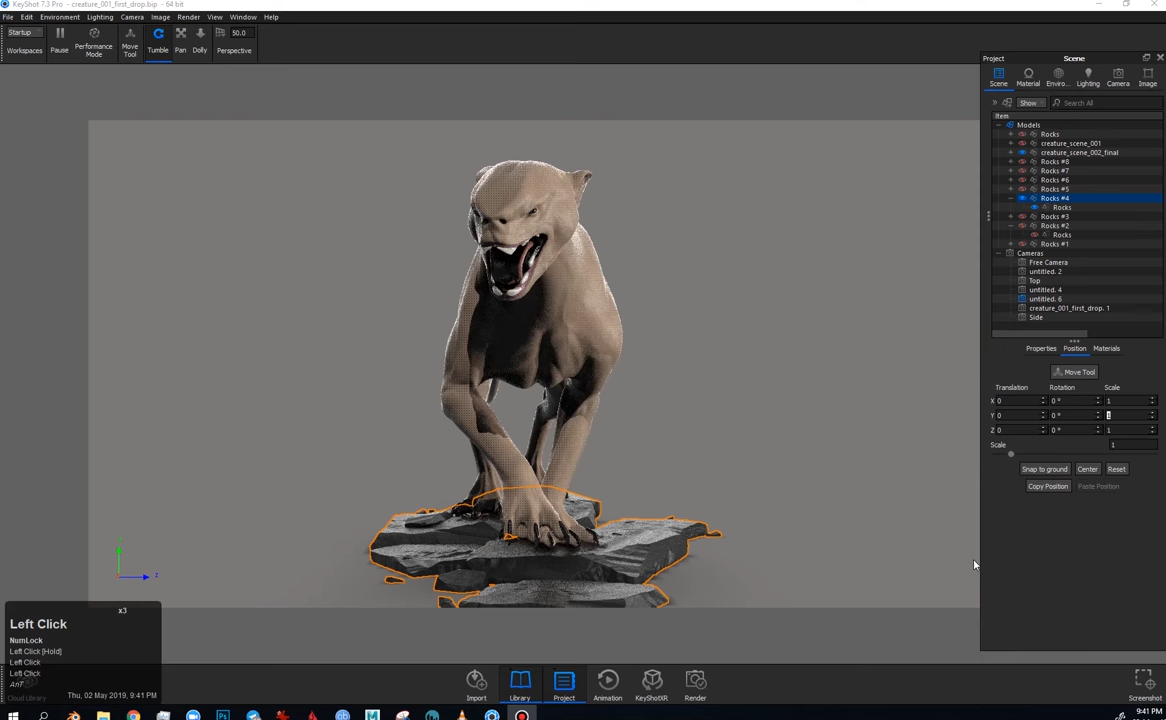 KeyShot 7.3 Pro - creature_001_first_drop.bip - 64 bit
File Edit Environment Lighting Camera Image Render View Window Help
Startup
50.0
Workspaces Pause Performance Mode Move Tool Tumble Pan Dolly Perspective
Project Scene
Scene Material Enviro... Lighting Camera Image
Show Search All
Item
Models
Rocks
creature_scene_001
creature_scene_002_final
Rocks #8
Rocks #7
Rocks #6
Rocks #5
Rocks #4
Rocks
Rocks #3
Rocks #2
Rocks
Rocks #1
Cameras
Free Camera
untitled. 2
Top
untitled. 4
untitled. 6
creature_001_first_drop. 1
Side
Properties Position Materials
Move Tool
Translation Rotation Scale
X 0 0 ° 1
Y 0 0 ° 1
Z 0 0 ° 1
Scale 1
Snap to ground Center Reset
Copy Position Paste Position
Y
Z
x3
Left Click
NumLock
Left Click [Hold]
Left Click
Left Click
Thu, 02 May 2019, 9:41 PM
Cloud Library
Import Library Project Animation KeyShotXR Render Screenshot
9:41 PM